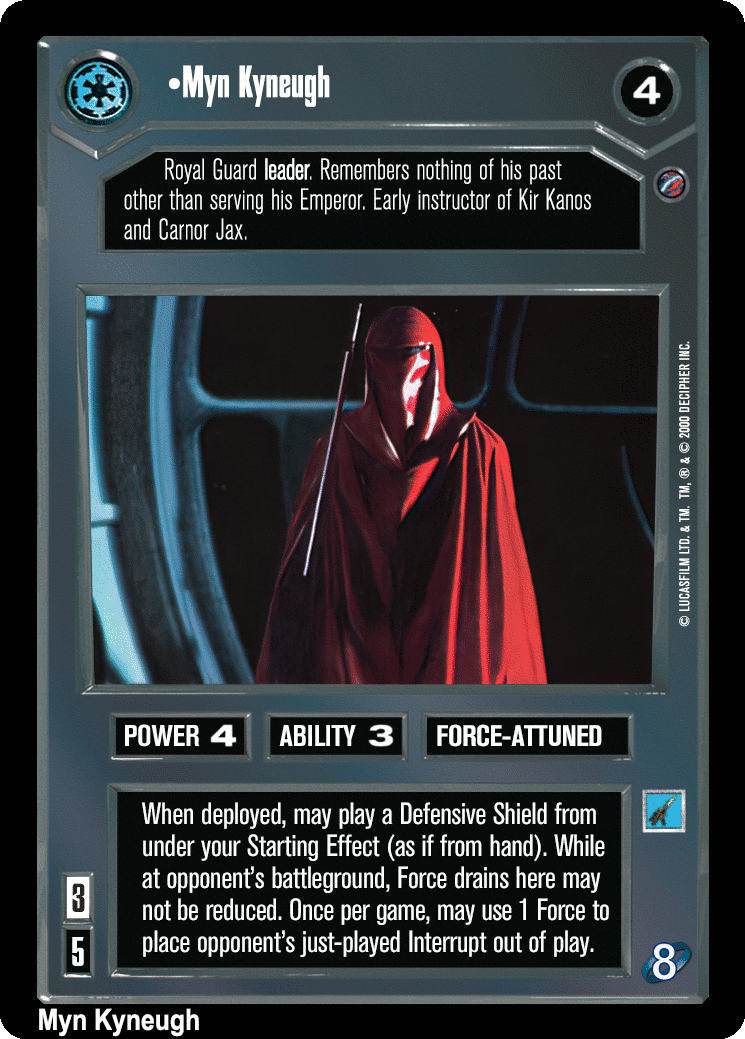 •Myn Kyneugh
4
Royal Guard leader. Remembers nothing of his past
other than serving his Emperor. Early instructor of Kir Kanos
and Carnor Jax.
© LUCASFILM LTD. & TM. TM, ® & © 2000 DECIPHER INC.
POWER 4
ABILITY 3
FORCE-ATTUNED
When deployed, may play a Defensive Shield from
under your Starting Effect (as if from hand). While
at opponent's battleground, Force drains here may
not be reduced. Once per game, may use 1 Force to
place opponent's just-played Interrupt out of play.
3
5
8
Myn Kyneugh